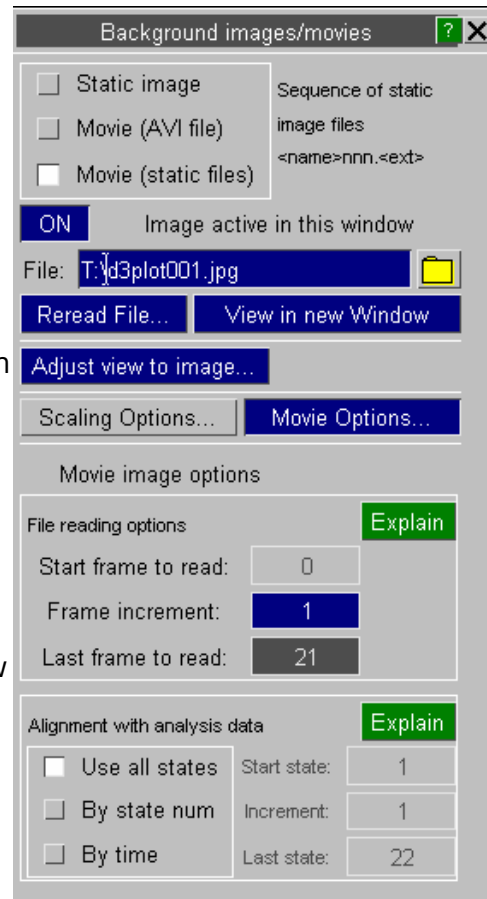 Background images/movies ? X
Static image
Movie (AVI file)
Movie (static files)
Sequence of static
image files
<name>nnn.<ext>
ON Image active in this window
File: T:\d3plot001.jpg
Reread File... View in new Window
n Adjust view to image...
Scaling Options... Movie Options...
Movie image options
File reading options Explain
Start frame to read: 0
Frame increment: 1
Last frame to read: 21
w
Alignment with analysis data Explain
Use all states Start state: 1
By state num Increment: 1
By time Last state: 22